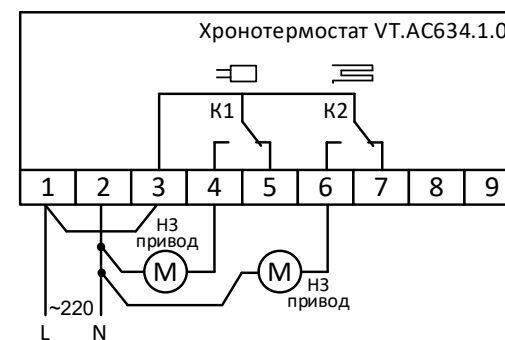 Хронотермостат VT.AC634.1.0
К1
К2
1 2 3 4 5 6 7 8 9
НЗ
привод
М
М
НЗ
привод
~220
L N